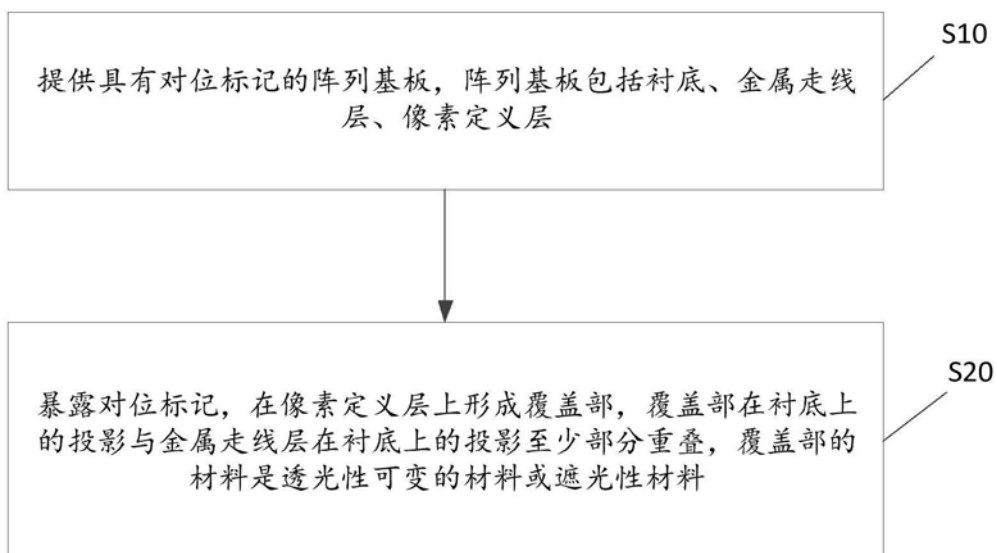 S10
提供具有对位标记的阵列基板，阵列基板包括衬底、金属走线
层、像素定义层
S20
暴露对位标记，在像素定义层上形成覆盖部，覆盖部在衬底上
的投影与金属走线层在衬底上的投影至少部分重叠，覆盖部的
材料是透光性可变的材料或遮光性材料